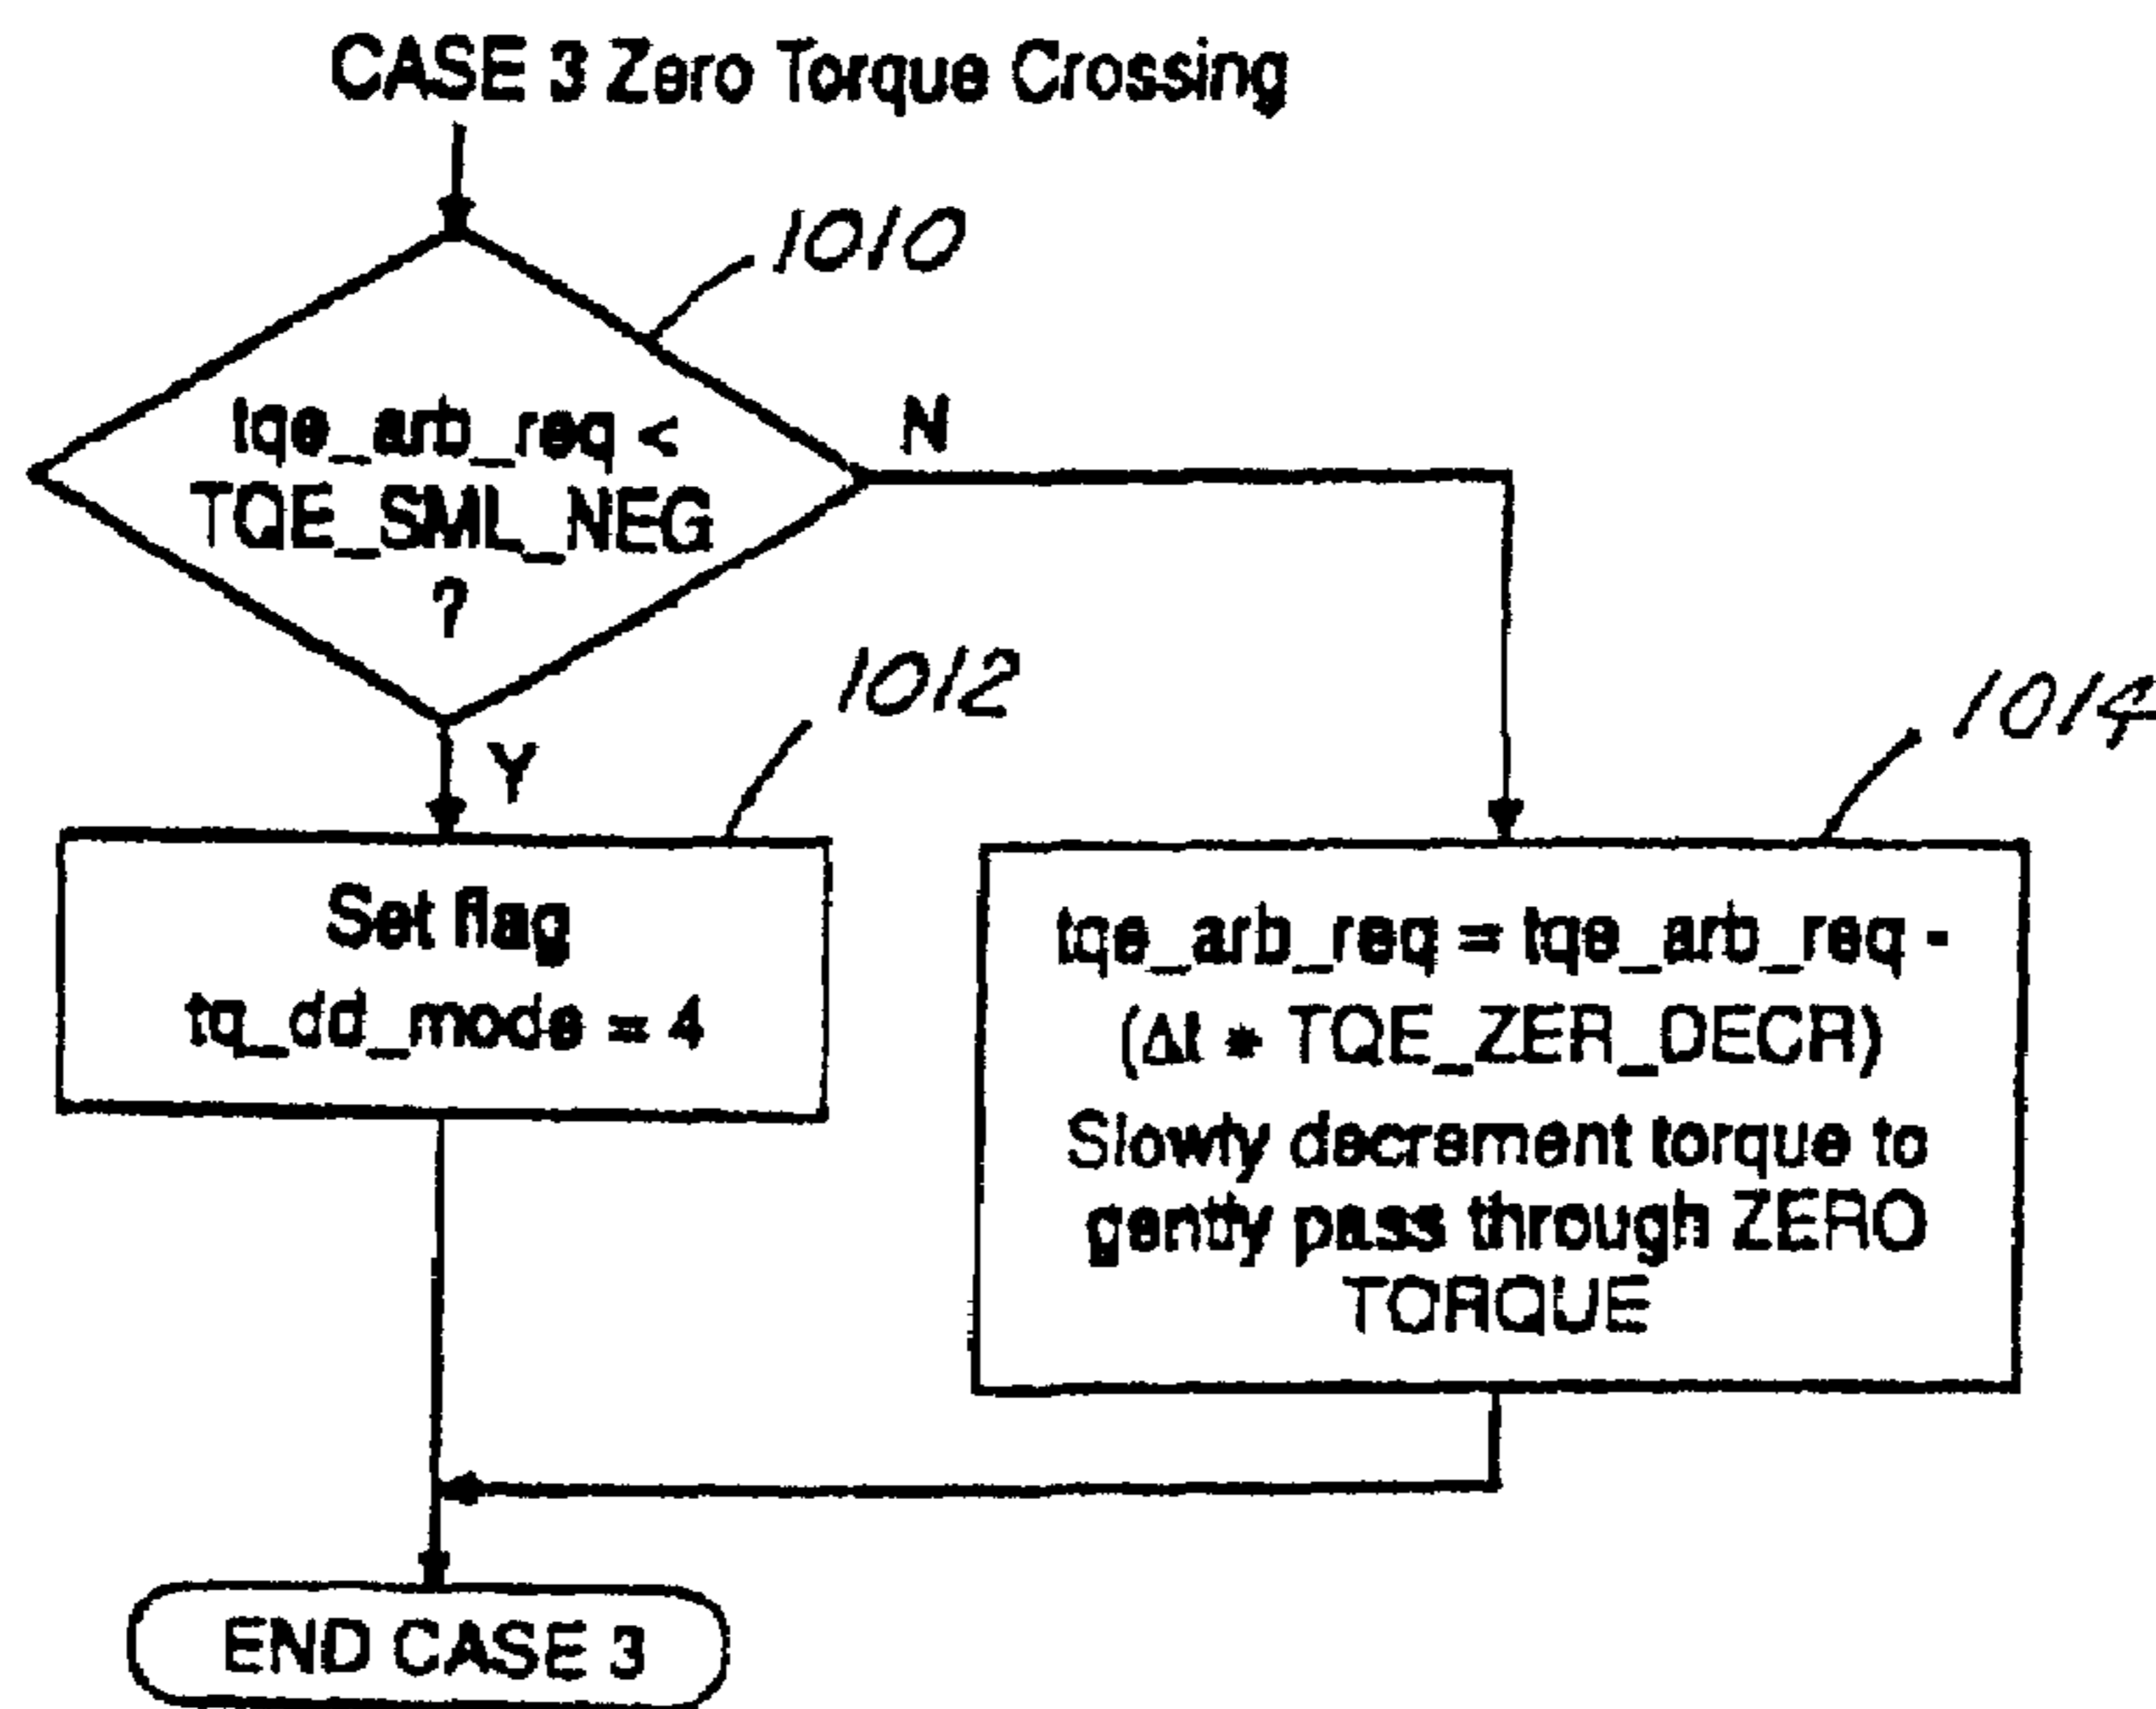 CASE 3 Zero Torque Crossing
1010
tqe_arb_req <
TQE_SML_NEG
?
N
Y
1012
1014
Set flag
tq_dd_mode = 4
tqe_arb_req = tqe_arb_req -
(Δt * TQE_ZER_DECR)
Slowly decrement torque to
gently pass through ZERO
TORQUE
END CASE 3